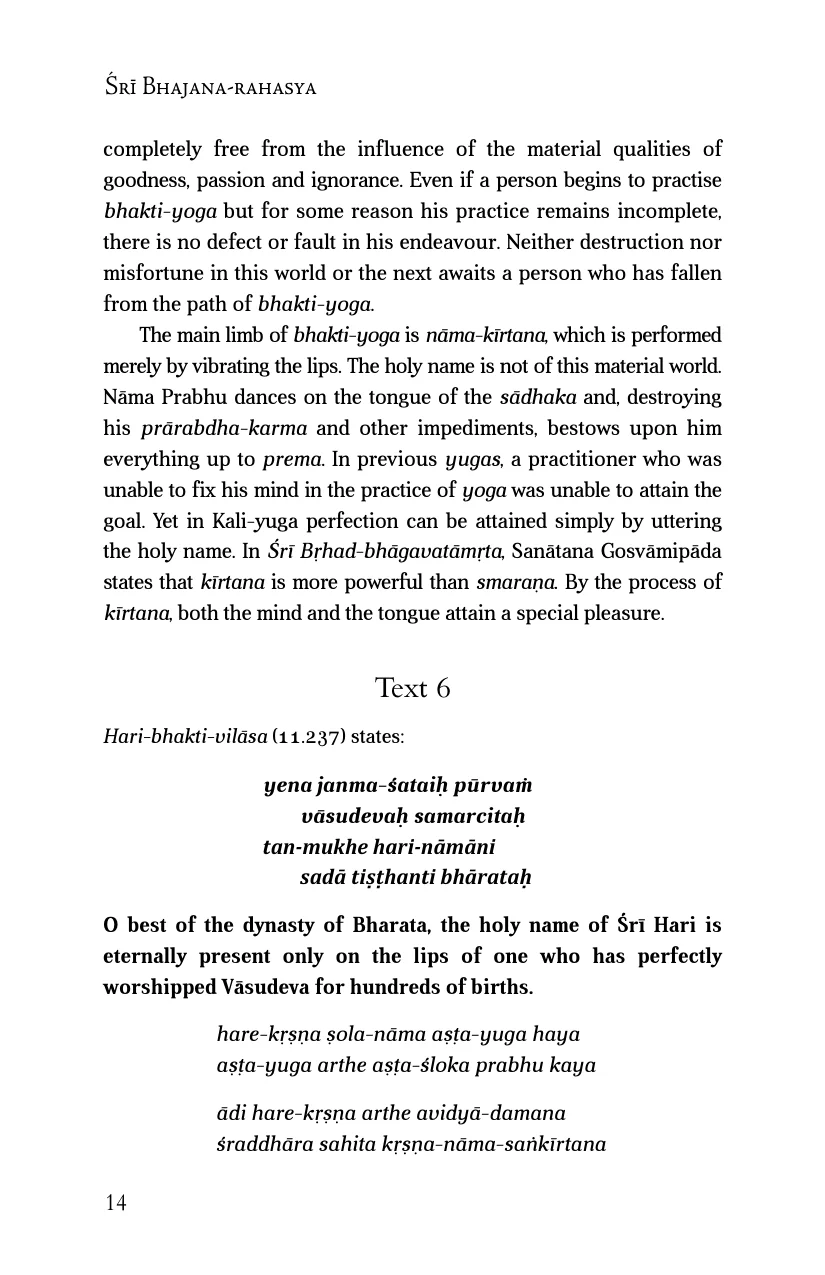 Śrī Bhajana-rahasya
completely free from the influence of the material qualities of
goodness, passion and ignorance. Even if a person begins to practise
bhakti-yoga but for some reason his practice remains incomplete,
there is no defect or fault in his endeavour. Neither destruction nor
misfortune in this world or the next awaits a person who has fallen
from the path of bhakti-yoga.
The main limb of bhakti-yoga is nāma-kīrtana, which is performed
merely by vibrating the lips. The holy name is not of this material world.
Nāma Prabhu dances on the tongue of the sādhaka and, destroying
his prārabdha-karma and other impediments, bestows upon him
everything up to prema. In previous yugas, a practitioner who was
unable to fix his mind in the practice of yoga was unable to attain the
goal. Yet in Kali-yuga perfection can be attained simply by uttering
the holy name. In Śrī Bṛhad-bhāgavatāmṛta, Sanātana Gosvāmipāda
states that kīrtana is more powerful than smaraṇa. By the process of
kīrtana, both the mind and the tongue attain a special pleasure.
Text 6
Hari-bhakti-vilāsa (11.237) states:
yena janma-śataiḥ pūrvaṁ
vāsudevaḥ samarcitaḥ
tan-mukhe hari-nāmāni
sadā tiṣṭhanti bhārataḥ
O best of the dynasty of Bharata, the holy name of Śrī Hari is
eternally present only on the lips of one who has perfectly
worshipped Vāsudeva for hundreds of births.
hare-kṛṣṇa ṣola-nāma aṣṭa-yuga haya
aṣṭa-yuga arthe aṣṭa-śloka prabhu kaya
ādi hare-kṛṣṇa arthe avidyā-damana
śraddhāra sahita kṛṣṇa-nāma-saṅkīrtana
14